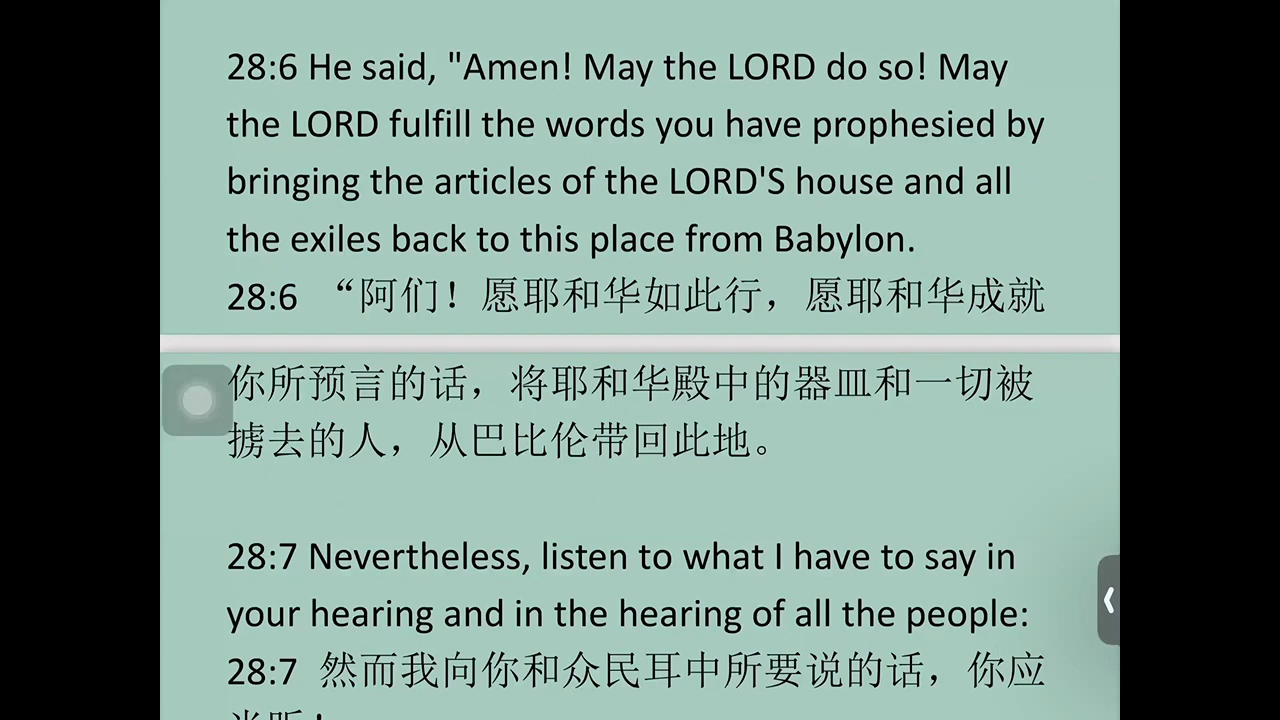 28:6 He said, "Amen! May the LORD do so! May
the LORD fulfill the words you have prophesied by
bringing the articles of the LORD'S house and all
the exiles back to this place from Babylon.
28:6 “阿们！愿耶和华如此行，愿耶和华成就
你所预言的话，将耶和华殿中的器皿和一切被
掳去的人，从巴比伦带回此地。
28:7 Nevertheless, listen to what I have to say in
your hearing and in the hearing of all the people:
28:7 然而我向你和众民耳中所要说的话，你应